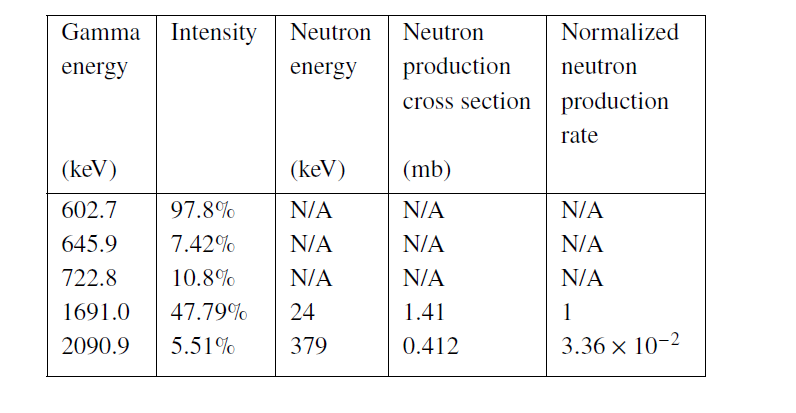 Gamma Intensity Neutron Neutron Normalized
energy energy production neutron
cross section production
rate
(keV) (keV) (mb)
602.7 97.8% N/A N/A N/A
645.9 7.42% N/A N/A N/A
722.8 10.8% N/A N/A N/A
1691.0 47.79% 24 1.41 1
2090.9 5.51% 379 0.412 3.36 × 10⁻²